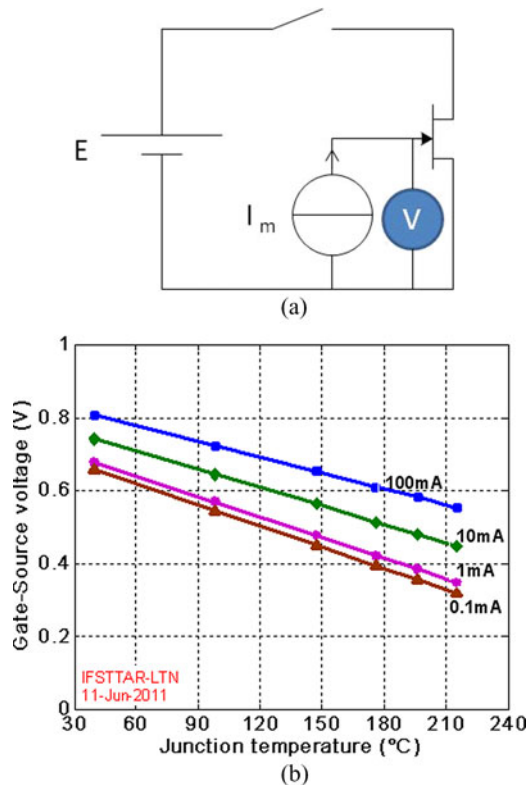 E
I m
V
(a)
Gate-Source voltage (V)
1
0.8
0.6
0.4
0.2
0
100mA
10mA
1mA
0.1mA
IFSTTAR-LTN
11-Jun-2011
30 60 90 120 150 180 210 240
Junction temperature (ºC)
(b)